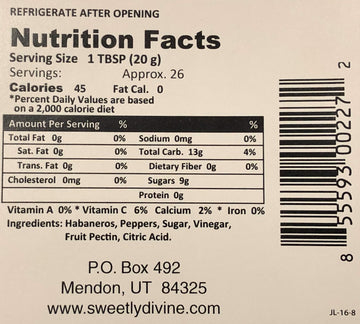 REFRIGERATE AFTER OPENING
Nutrition Facts
Serving Size 1 TBSP (20 g)
Servings: Approx. 26
Calories 45 Fat Cal. 0
*Percent Daily Values are based
on a 2,000 calorie diet
Amount Per Serving % %
Total Fat 0g 0% Sodium 0mg 0%
Sat. Fat 0g 0% Total Carb. 13g 4%
Trans. Fat 0g 0% Dietary Fiber 0g 0%
Cholesterol 0mg 0% Sugars 9g
Protein 0g
Vitamin A 0% * Vitamin C 6% Calcium 2% * Iron 0%
Ingredients: Habaneros, Peppers, Sugar, Vinegar,
Fruit Pectin, Citric Acid.
P.O. Box 492
Mendon, UT 84325
www.sweetlydivine.com
8 55593 00227 2
JL-16-8